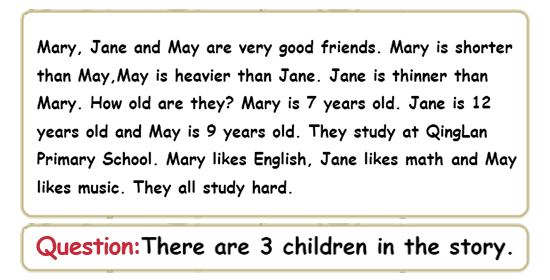 Mary, Jane and May are very good friends. Mary is shorter
than May,May is heavier than Jane. Jane is thinner than
Mary. How old are they? Mary is 7 years old. Jane is 12
years old and May is 9 years old. They study at QingLan
Primary School. Mary likes English, Jane likes math and May
likes music. They all study hard.
Question:There are 3 children in the story.